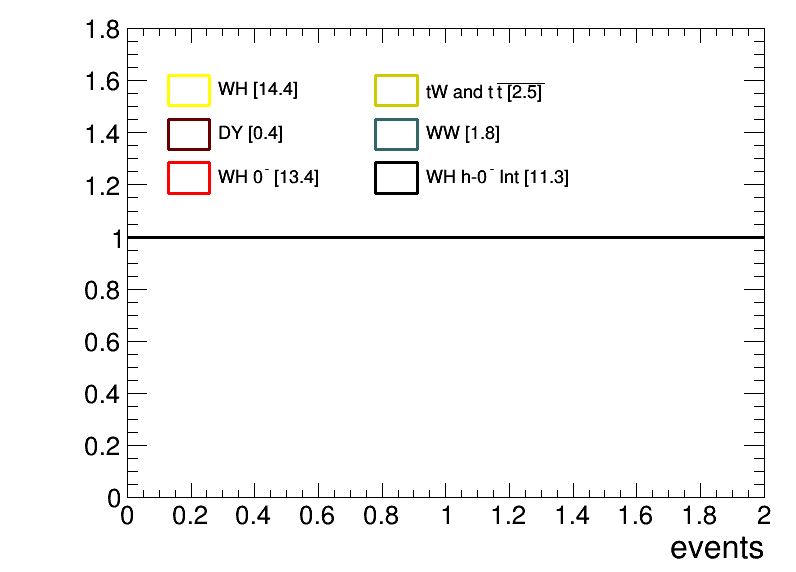 1.8
1.6
WH [14.4]
tW and t t̅ [2.5]
1.4
DY [0.4]
WW [1.8]
1.2
WH 0⁻ [13.4]
WH h-0⁻ Int [11.3]
1
0.8
0.6
0.4
0.2
0
0 0.2 0.4 0.6 0.8 1 1.2 1.4 1.6 1.8 2
events